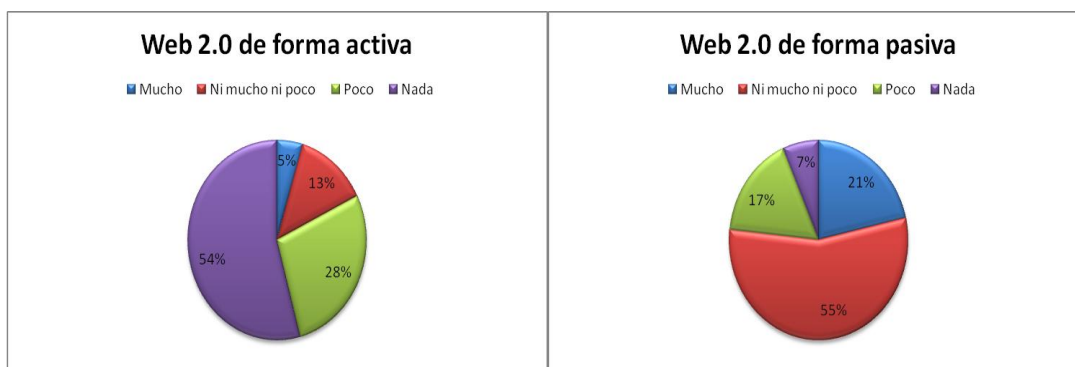 Web 2.0 de forma activa
Mucho Ni mucho ni poco Poco Nada
5%
13%
28%
54%
Web 2.0 de forma pasiva
Mucho Ni mucho ni poco Poco Nada
21%
55%
17%
7%